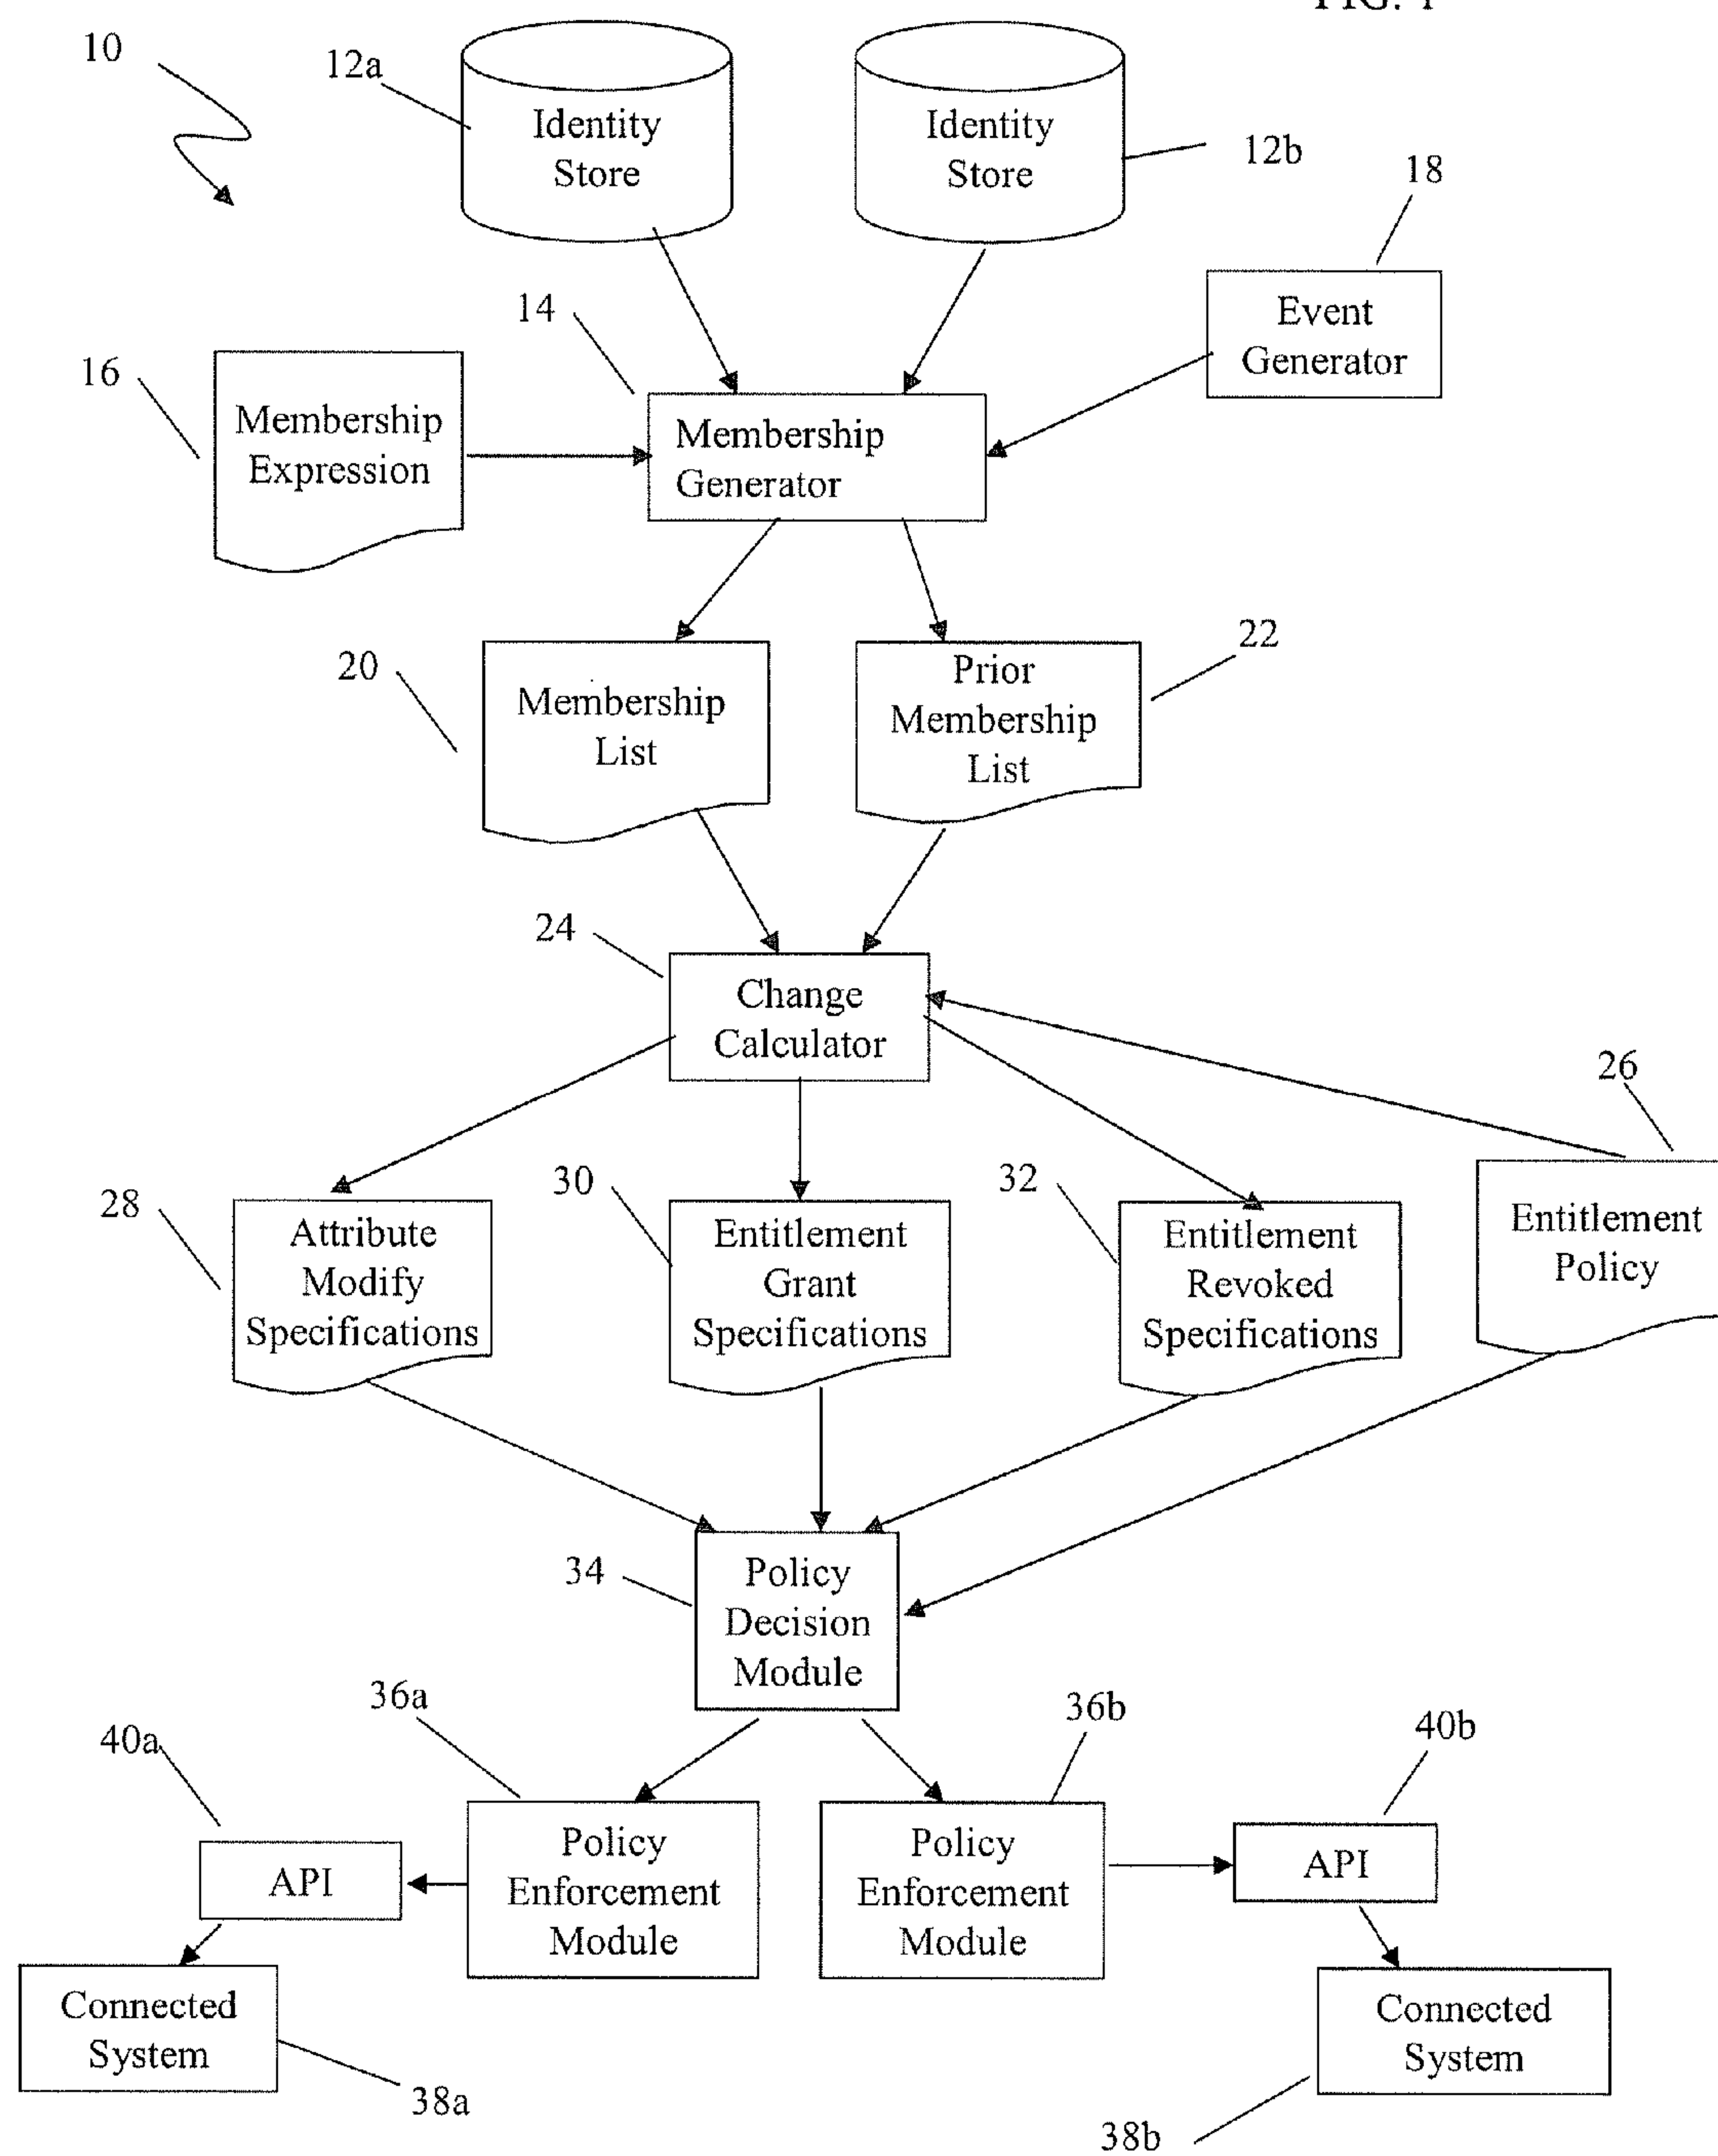 10
12a
Identity
Store
Identity
Store
12b
18
Event
Generator
14
16
Membership
Expression
Membership
Generator
20
Membership
List
Prior
Membership
List
22
24
Change
Calculator
26
28
Attribute
Modify
Specifications
30
Entitlement
Grant
Specifications
32
Entitlement
Revoked
Specifications
Entitlement
Policy
34
Policy
Decision
Module
36a
36b
40a
40b
API
Policy
Enforcement
Module
Policy
Enforcement
Module
API
Connected
System
38a
Connected
System
38b